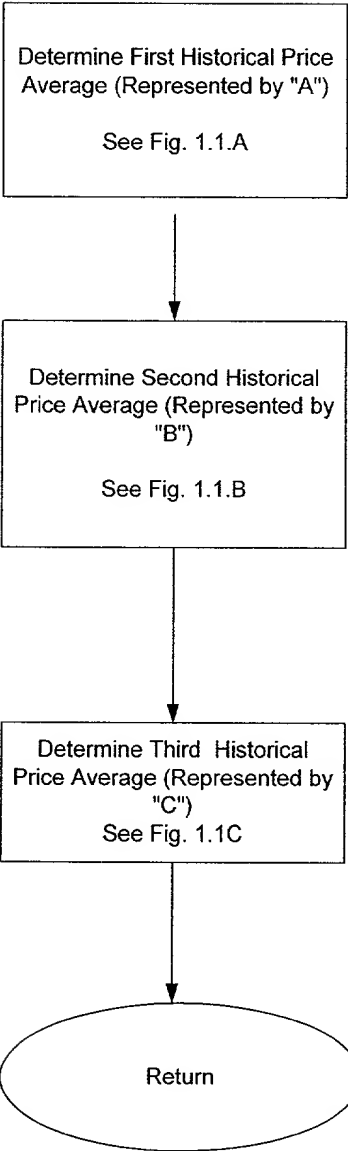 Determine First Historical Price
Average (Represented by "A")
See Fig. 1.1.A
Determine Second Historical
Price Average (Represented by
"B")
See Fig. 1.1.B
Determine Third Historical
Price Average (Represented by
"C")
See Fig. 1.1C
Return